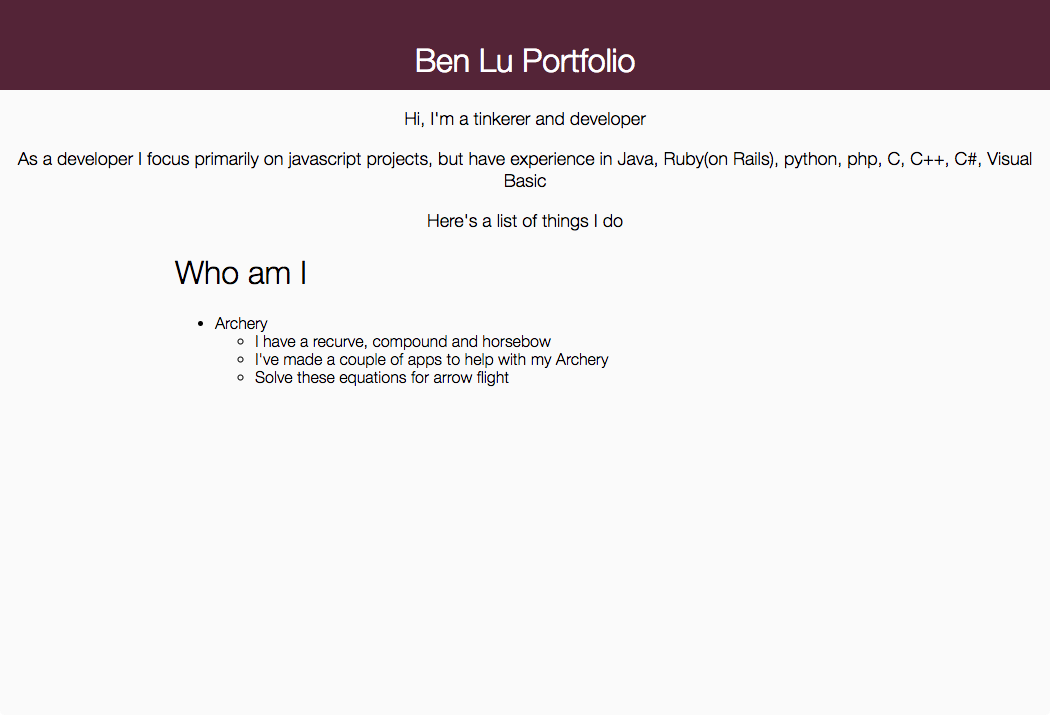 Ben Lu Portfolio
Hi, I'm a tinkerer and developer
As a developer I focus primarily on javascript projects, but have experience in Java, Ruby(on Rails), python, php, C, C++, C#, Visual
Basic
Here's a list of things I do
Who am I
Archery
I have a recurve, compound and horsebow
I've made a couple of apps to help with my Archery
Solve these equations for arrow flight